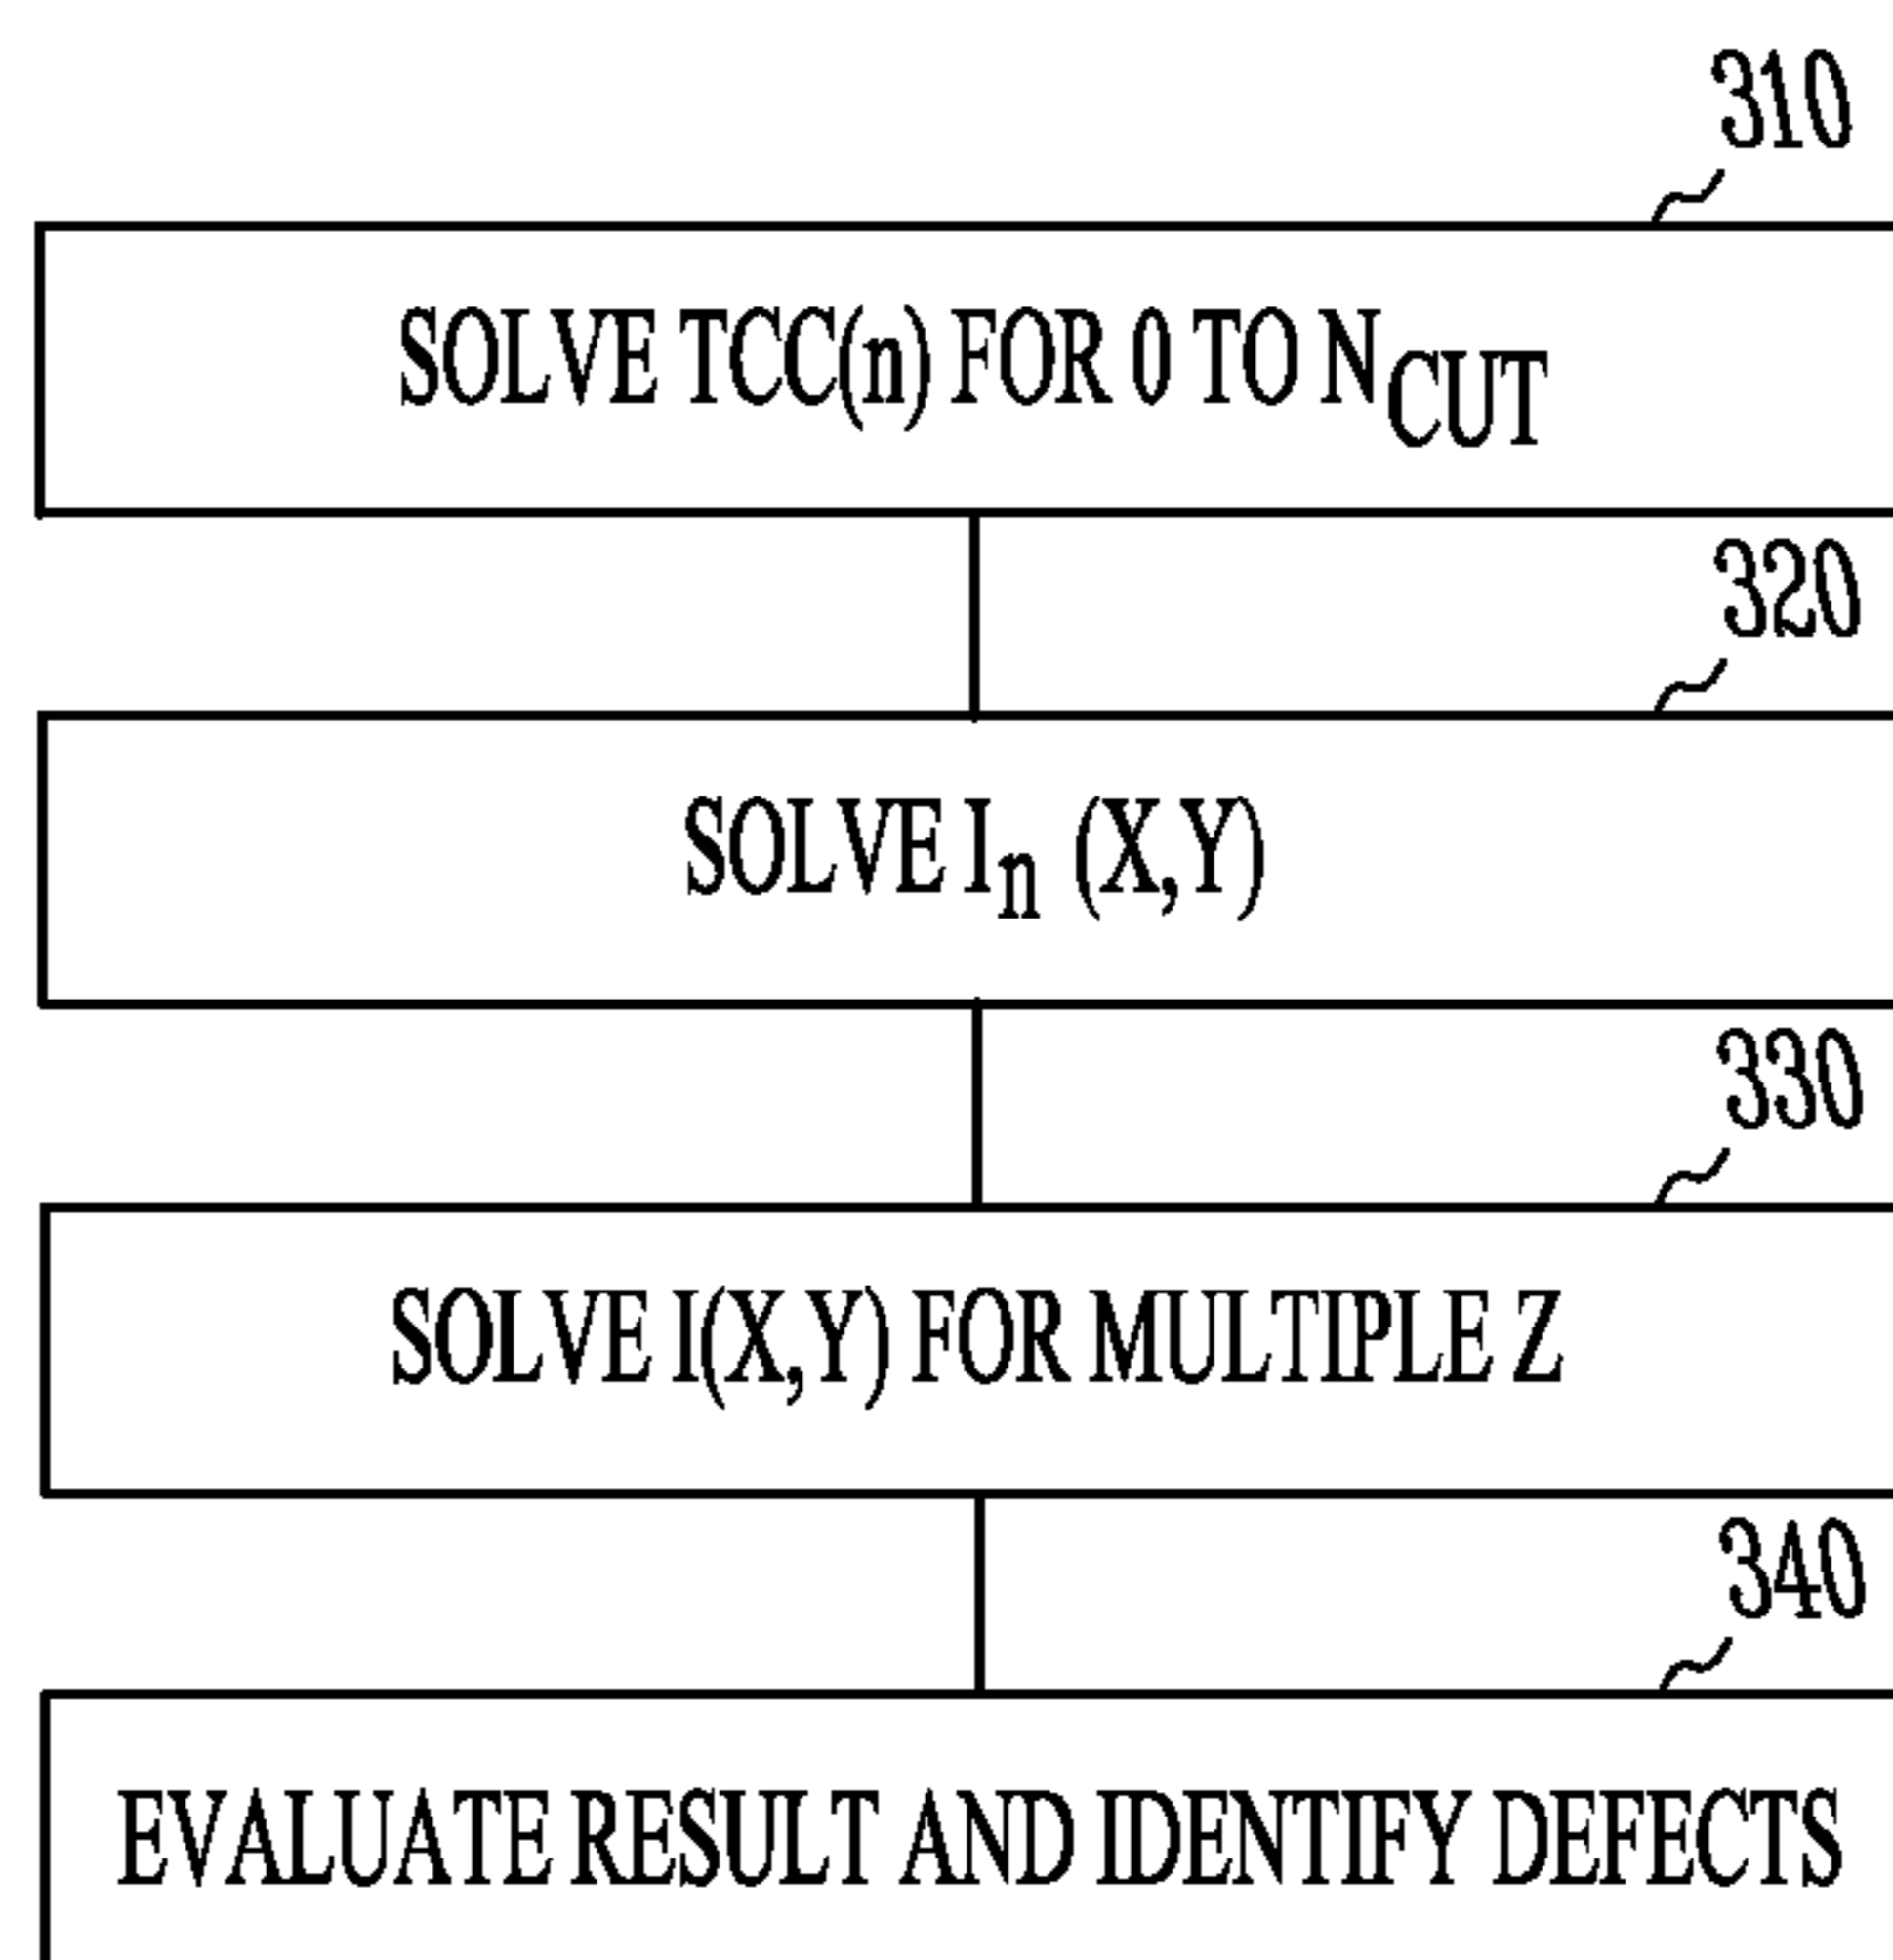 310
SOLVE TCC(n) FOR 0 TO NCUT
320
SOLVE In (X,Y)
330
SOLVE I(X,Y) FOR MULTIPLE Z
340
EVALUATE RESULT AND IDENTIFY DEFECTS